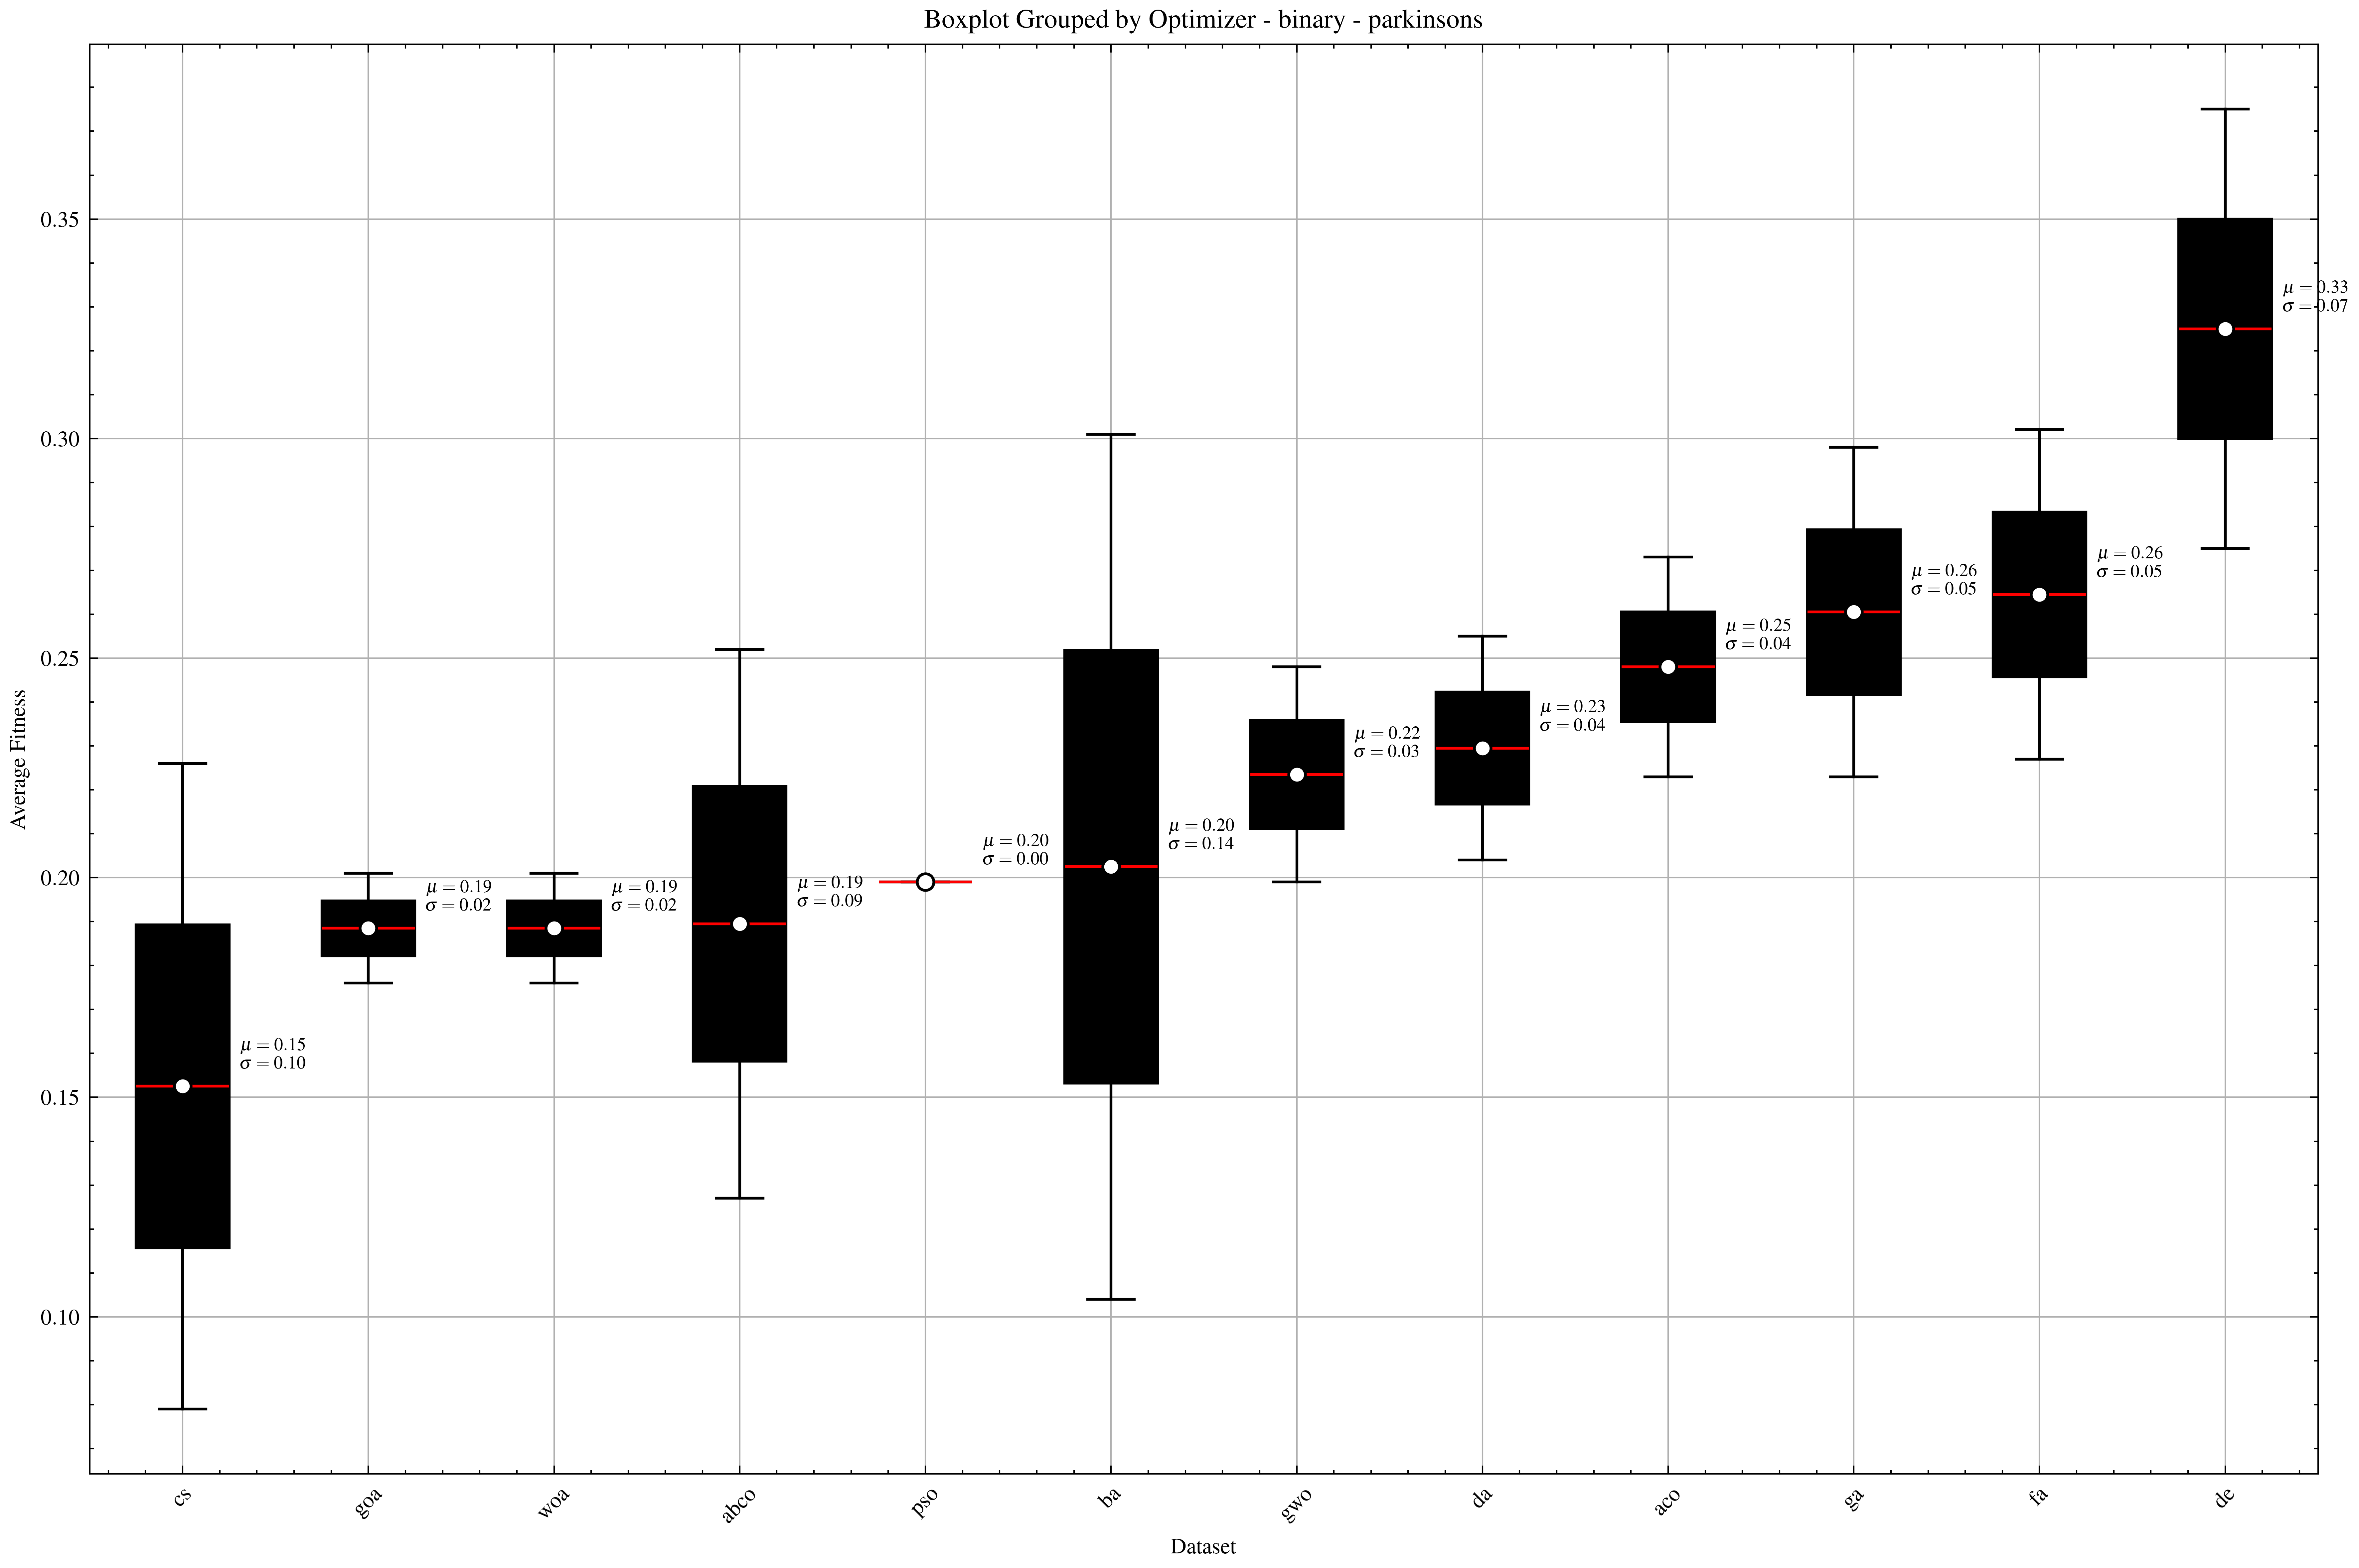 Boxplot Grouped by Optimizer - binary - parkinsons
Average Fitness
0.35
0.30
0.25
0.20
0.15
0.10
μ = 0.15
σ = 0.10
μ = 0.19
σ = 0.02
μ = 0.19
σ = 0.02
μ = 0.19
σ = 0.09
μ = 0.20
σ = 0.00
μ = 0.20
σ = 0.14
μ = 0.22
σ = 0.03
μ = 0.23
σ = 0.04
μ = 0.25
σ = 0.04
μ = 0.26
σ = 0.05
μ = 0.26
σ = 0.05
μ = 0.33
σ = 0.07
cs
goa
woa
abco
pso
ba
gwo
da
aco
ga
fa
de
Dataset